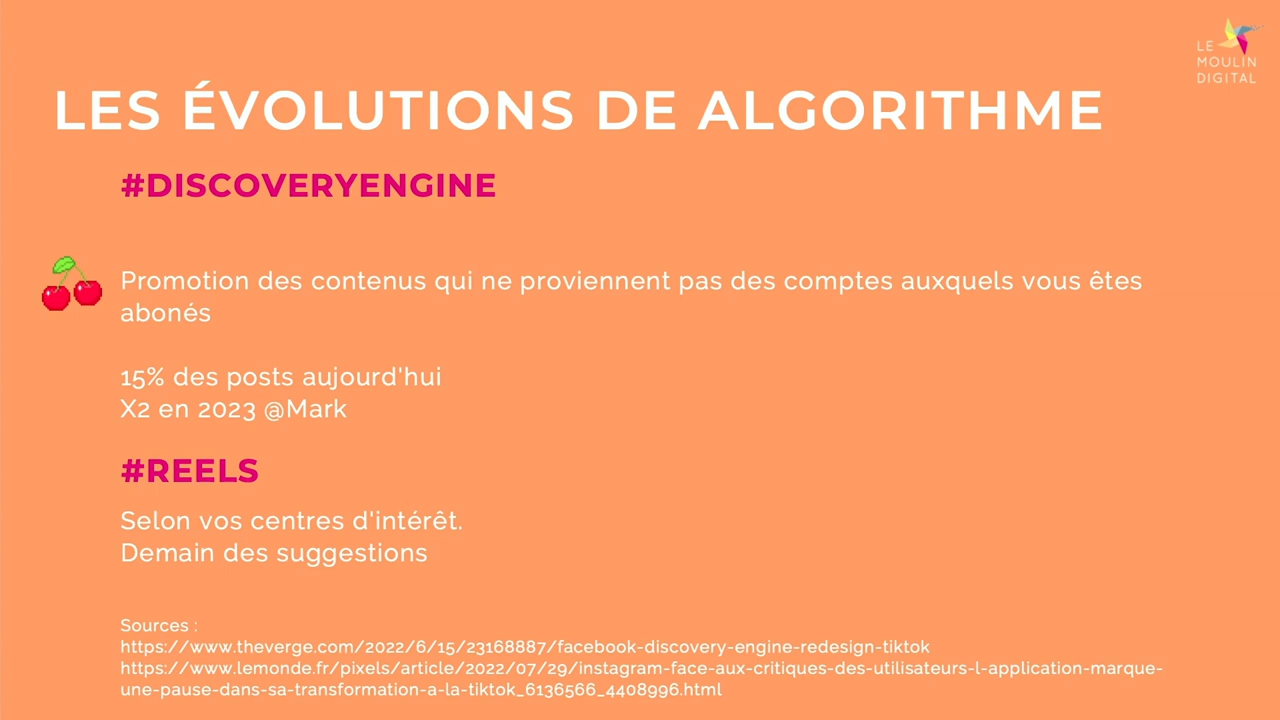 LE
MOULIN
DIGITAL
LES ÉVOLUTIONS DE ALGORITHME
#DISCOVERYENGINE
Promotion des contenus qui ne proviennent pas des comptes auxquels vous êtes
abonés
15% des posts aujourd'hui
X2 en 2023 @Mark
#REELS
Selon vos centres d'intérêt.
Demain des suggestions
Sources :
https://www.theverge.com/2022/6/15/23168887/facebook-discovery-engine-redesign-tiktok
https://www.lemonde.fr/pixels/article/2022/07/29/instagram-face-aux-critiques-des-utilisateurs-l-application-marque-
une-pause-dans-sa-transformation-a-la-tiktok_6136566_4408996.html